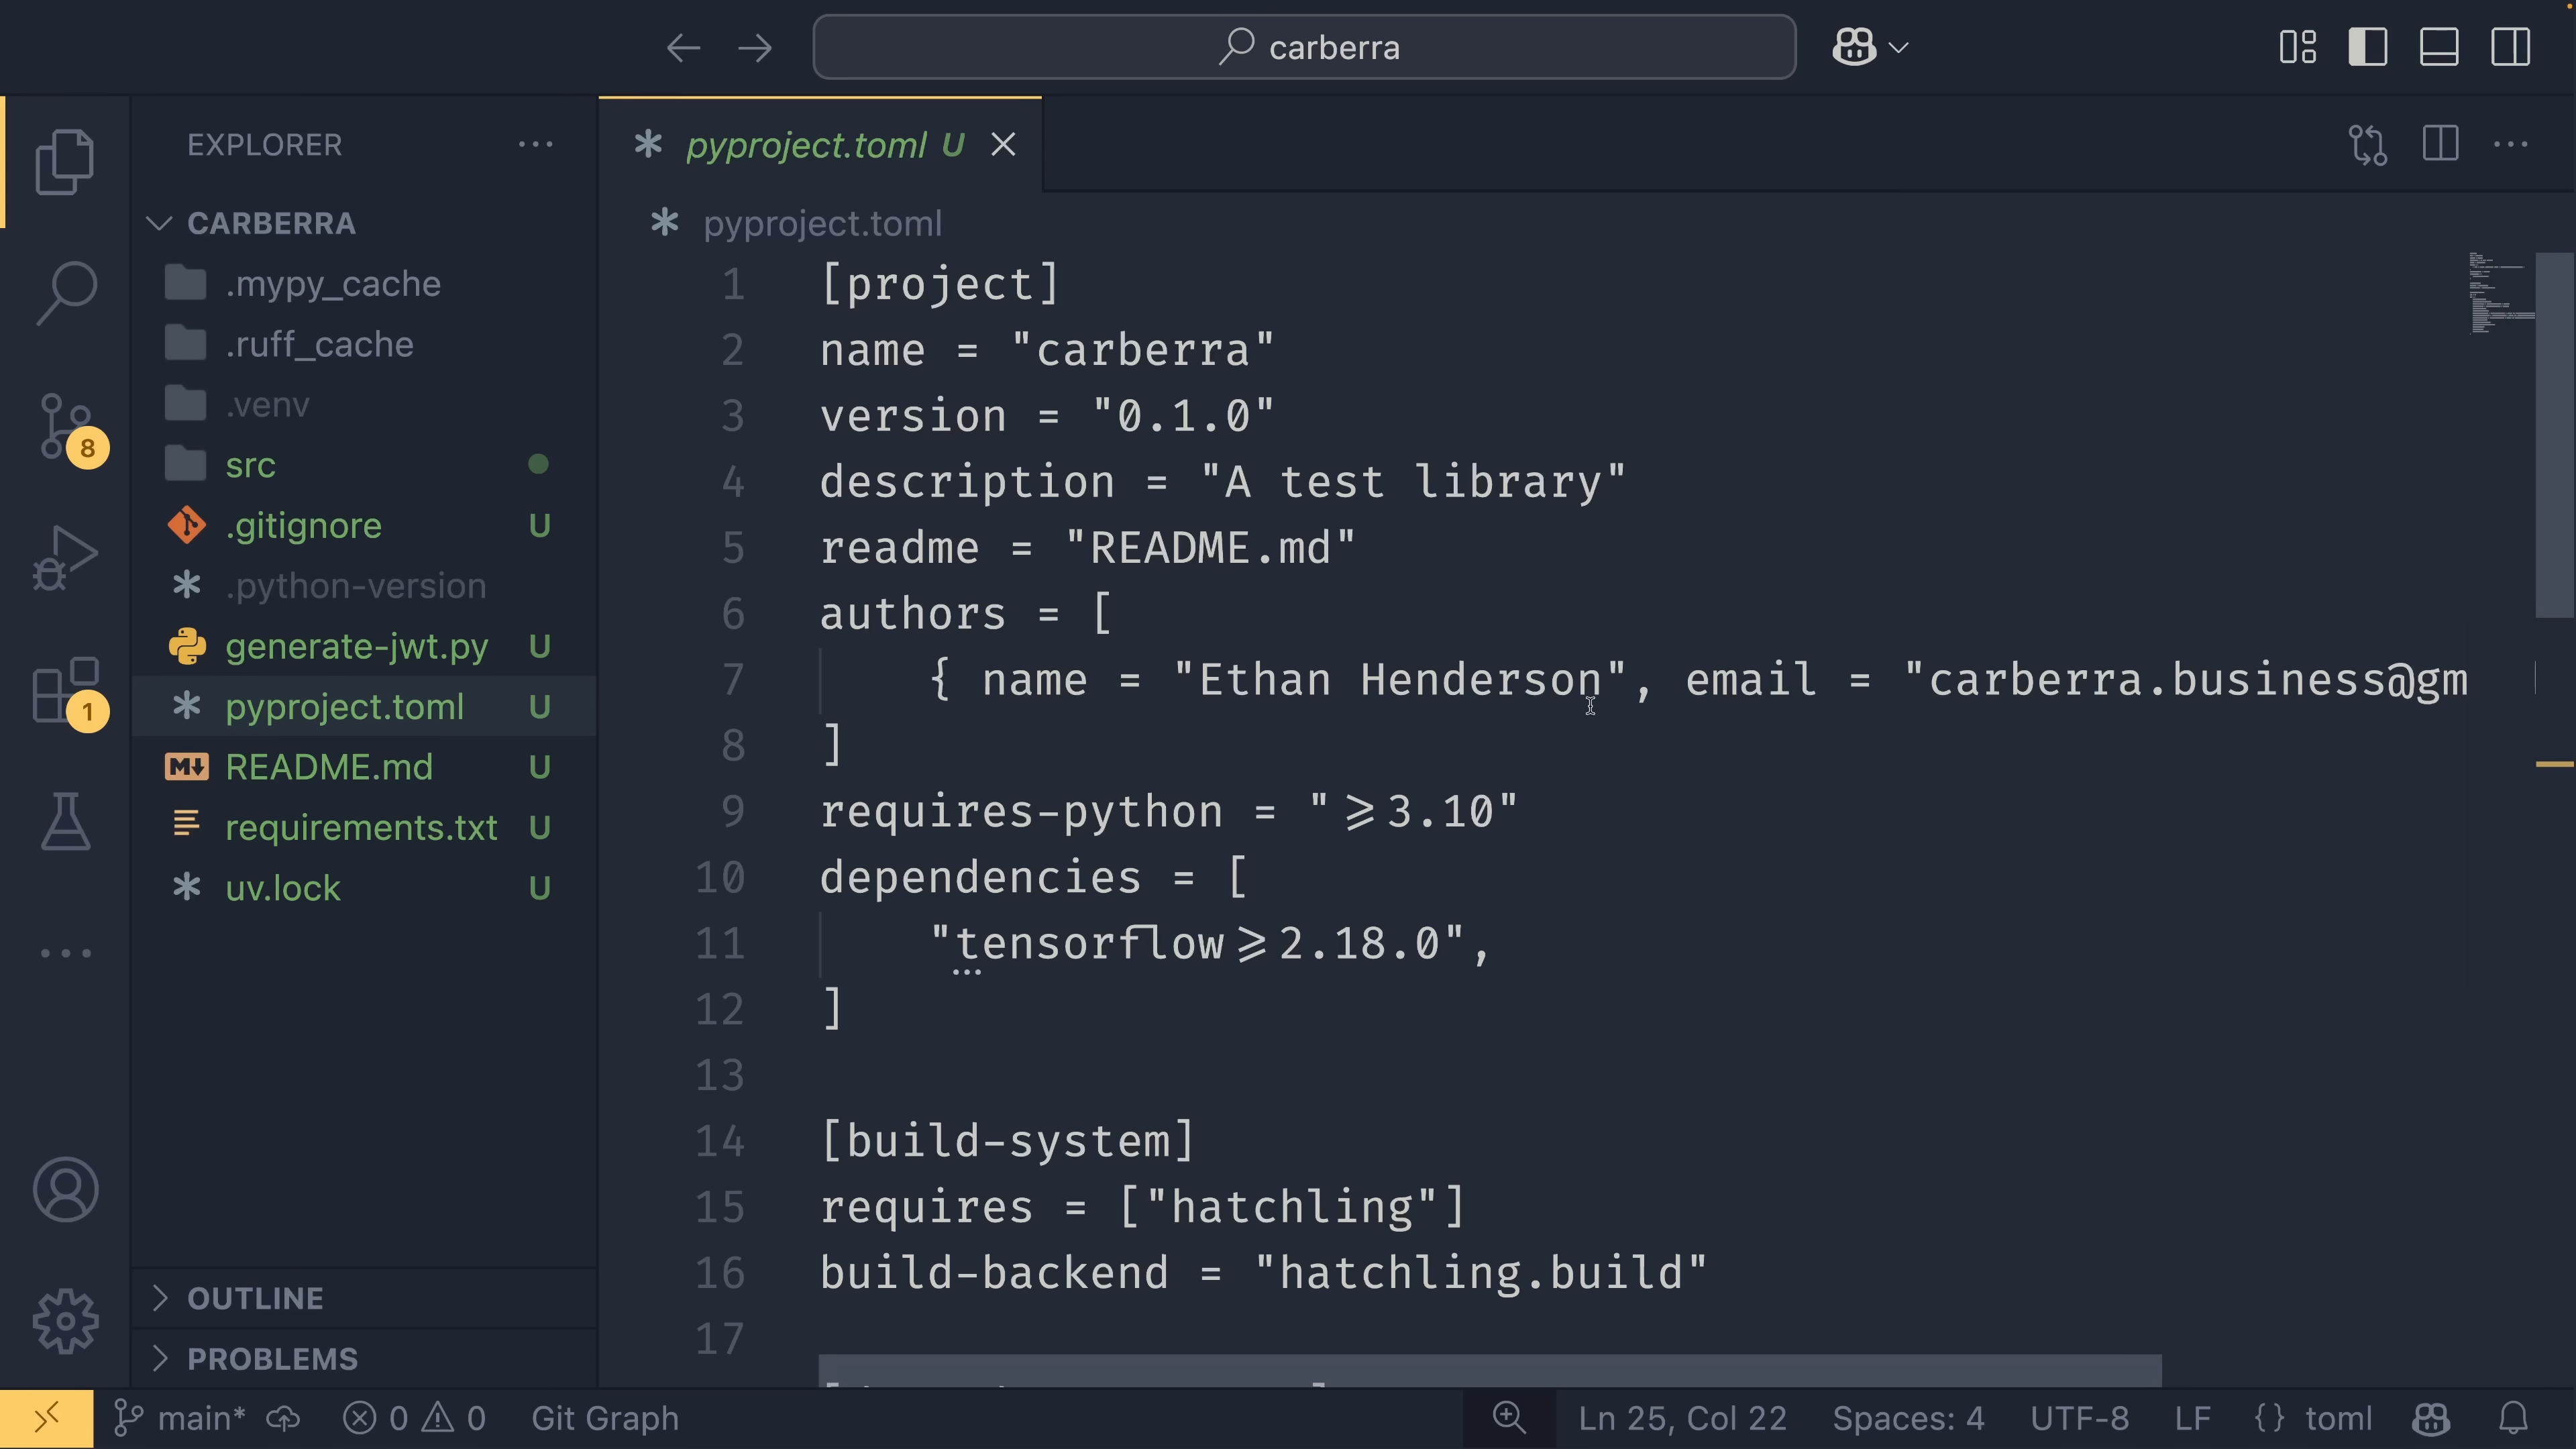 carberra
EXPLORER
CARBERRA
.mypy_cache
.ruff_cache
.venv
src
.gitignore U
.python-version
generate-jwt.py U
pyproject.toml U
README.md U
requirements.txt U
uv.lock U
OUTLINE
PROBLEMS
8
1
pyproject.toml U
pyproject.toml
1 [project]
2 name = "carberra"
3 version = "0.1.0"
4 description = "A test library"
5 readme = "README.md"
6 authors = [
7 { name = "Ethan Henderson", email = "carberra.business@gm
8 ]
9 requires-python = ">=3.10"
10 dependencies = [
11 "tensorflow>=2.18.0",
12 ]
13
14 [build-system]
15 requires = ["hatchling"]
16 build-backend = "hatchling.build"
17
main* 0 0 Git Graph Ln 25, Col 22 Spaces: 4 UTF-8 LF {} toml